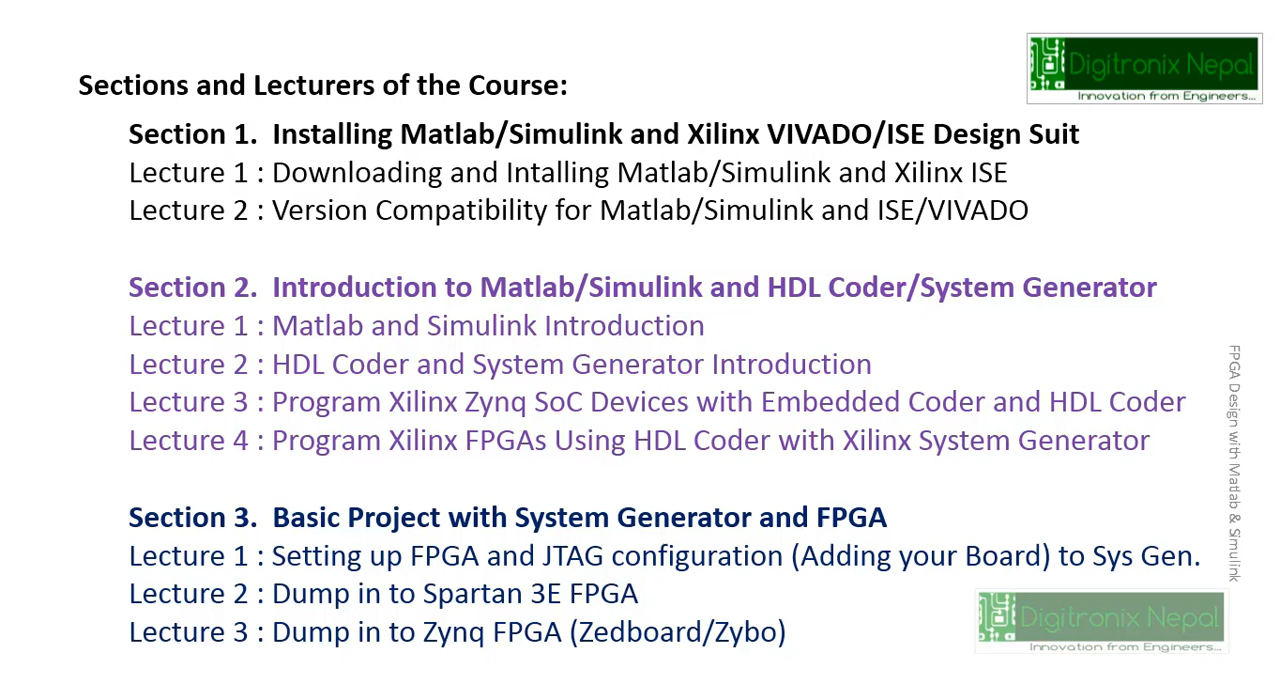 Digitronix Nepal
Innovation from Engineers...
Sections and Lecturers of the Course:
Section 1. Installing Matlab/Simulink and Xilinx VIVADO/ISE Design Suit
Lecture 1 : Downloading and Intalling Matlab/Simulink and Xilinx ISE
Lecture 2 : Version Compatibility for Matlab/Simulink and ISE/VIVADO
Section 2. Introduction to Matlab/Simulink and HDL Coder/System Generator
Lecture 1 : Matlab and Simulink Introduction
Lecture 2 : HDL Coder and System Generator Introduction
Lecture 3 : Program Xilinx Zynq SoC Devices with Embedded Coder and HDL Coder
Lecture 4 : Program Xilinx FPGAs Using HDL Coder with Xilinx System Generator
Section 3. Basic Project with System Generator and FPGA
Lecture 1 : Setting up FPGA and JTAG configuration (Adding your Board) to Sys Gen.
Lecture 2 : Dump in to Spartan 3E FPGA
Lecture 3 : Dump in to Zynq FPGA (Zedboard/Zybo)
FPGA Design with Matlab & Simulink
Digitronix Nepal
Innovation from Engineers...